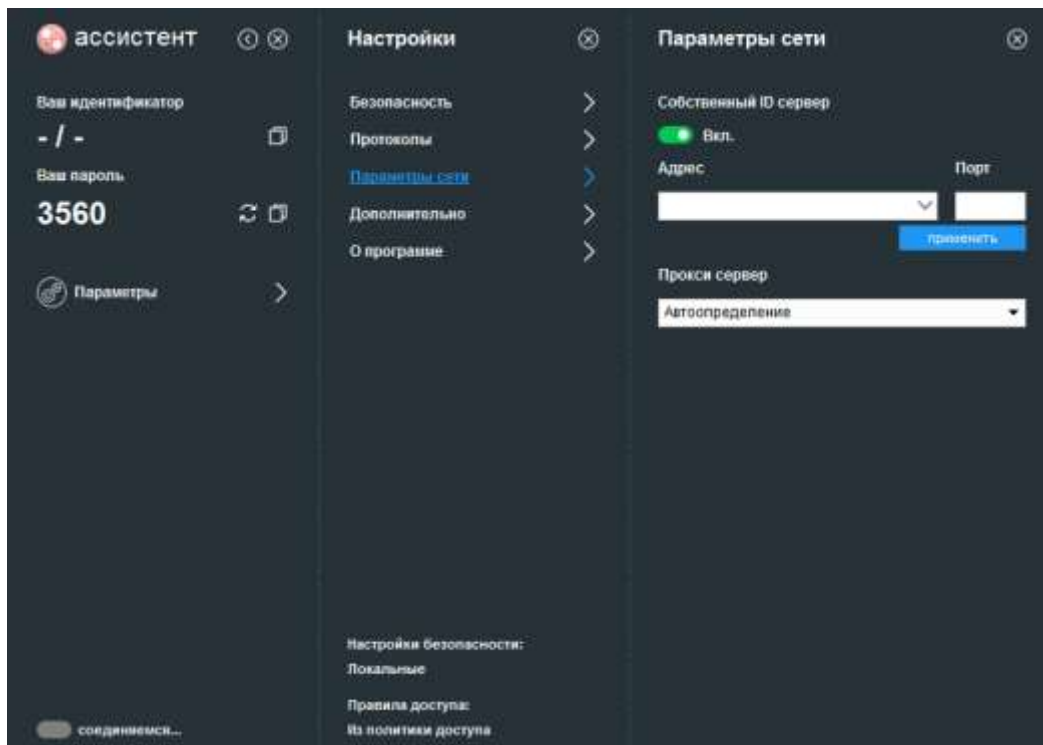 ассистент
Ваш идентификатор
- / -
Ваш пароль
3560
Параметры
соединяемся...
Настройки
Безопасность
Протоколы
Параметры сети
Дополнительно
О программе
Настройки безопасности:
Локальные
Правила доступа:
Из политики доступа
Параметры сети
Собственный ID сервер
Вкл.
Адрес Порт
применить
Прокси сервер
Автоопределение